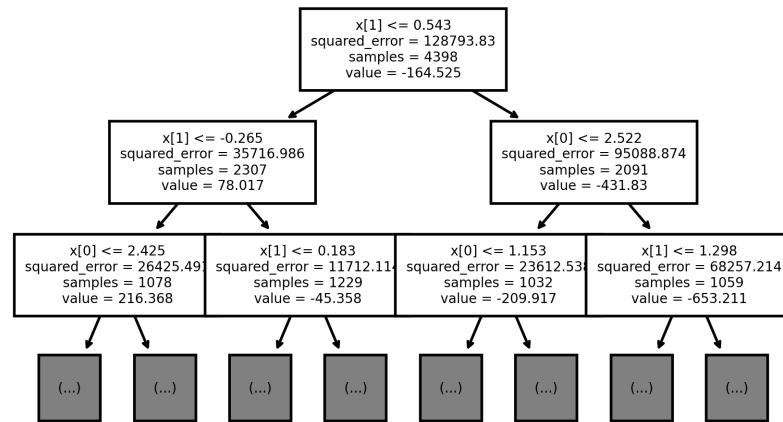 x[1] <= 0.543
squared_error = 128793.83
samples = 4398
value = -164.525
x[1] <= -0.265
squared_error = 35716.986
samples = 2307
value = 78.017
x[0] <= 2.522
squared_error = 95088.874
samples = 2091
value = -431.83
x[0] <= 2.425
squared_error = 26425.491
samples = 1078
value = 216.368
x[1] <= 0.183
squared_error = 11712.114
samples = 1229
value = -45.358
x[0] <= 1.153
squared_error = 23612.538
samples = 1032
value = -209.917
x[1] <= 1.298
squared_error = 68257.214
samples = 1059
value = -653.211
(...)
(...)
(...)
(...)
(...)
(...)
(...)
(...)